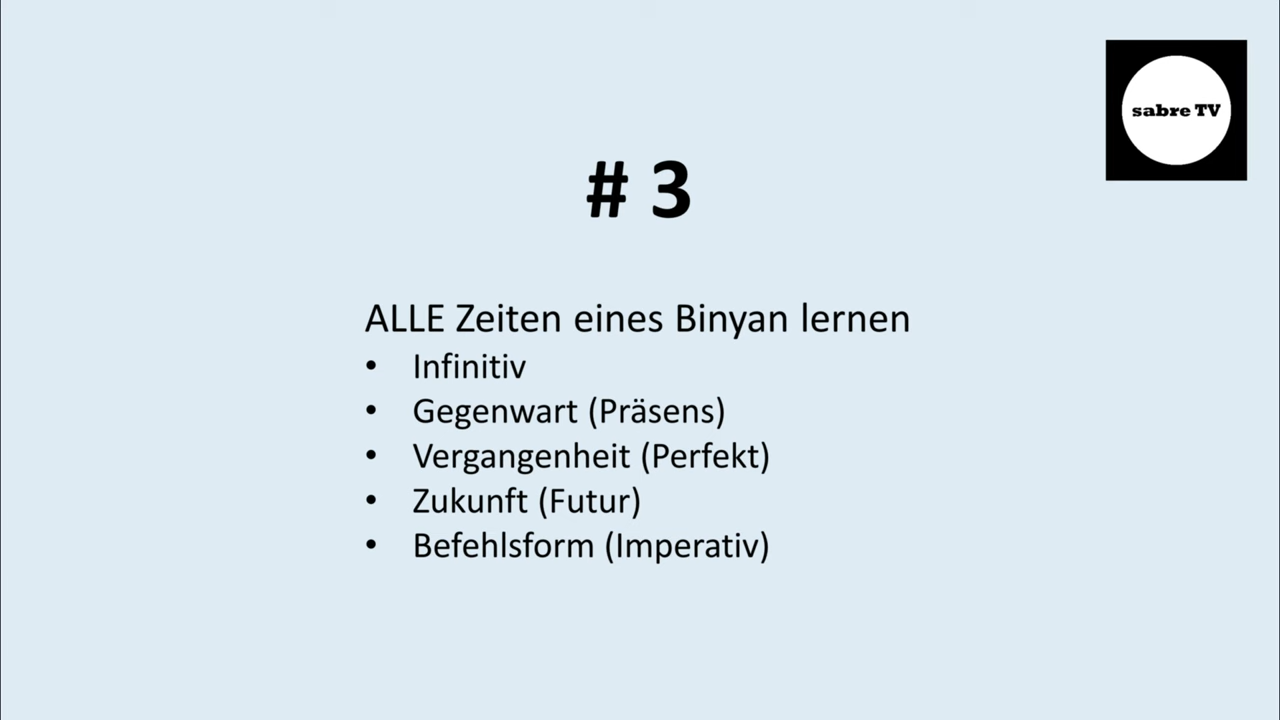 sabre TV
# 3
ALLE Zeiten eines Binyan lernen
• Infinitiv
• Gegenwart (Präsens)
• Vergangenheit (Perfekt)
• Zukunft (Futur)
• Befehlsform (Imperativ)